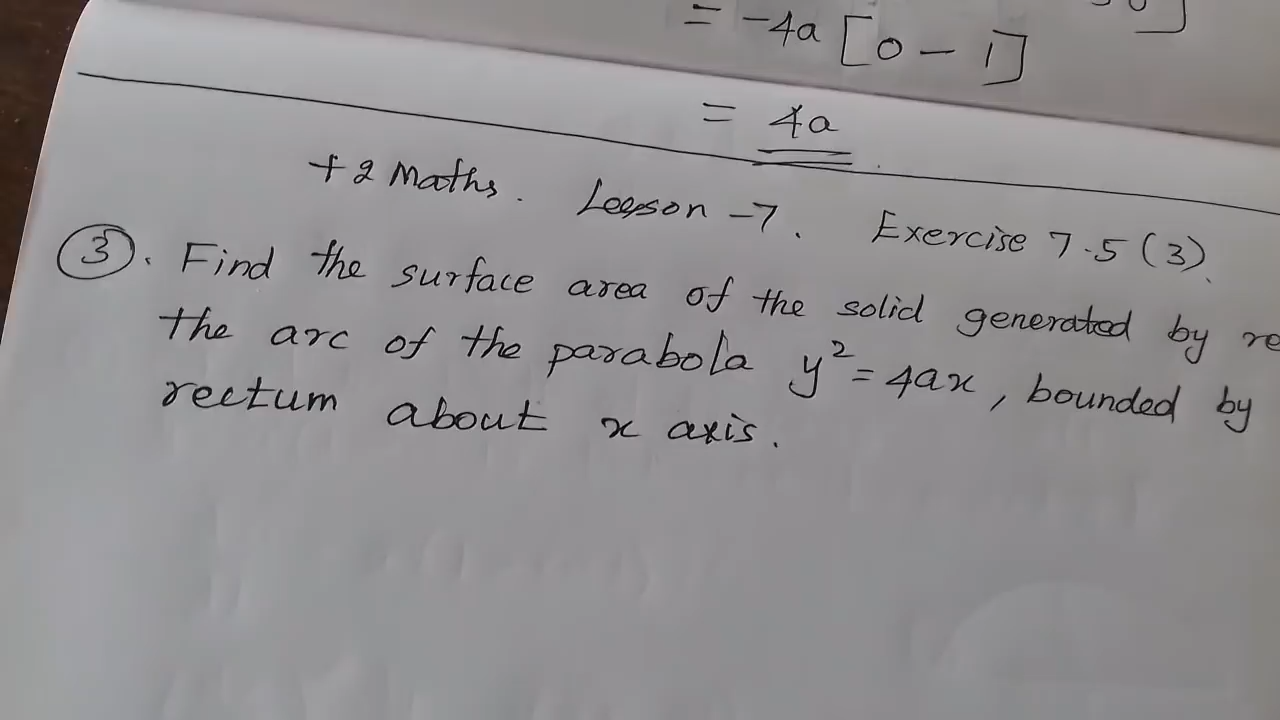 = -4a [0 - 1]
= 4a
+2 Maths. Lesson -7. Exercise 7.5 (3).
3. Find the surface area of the solid generated by re
the arc of the parabola y² = 4ax, bounded by
rectum about x axis.